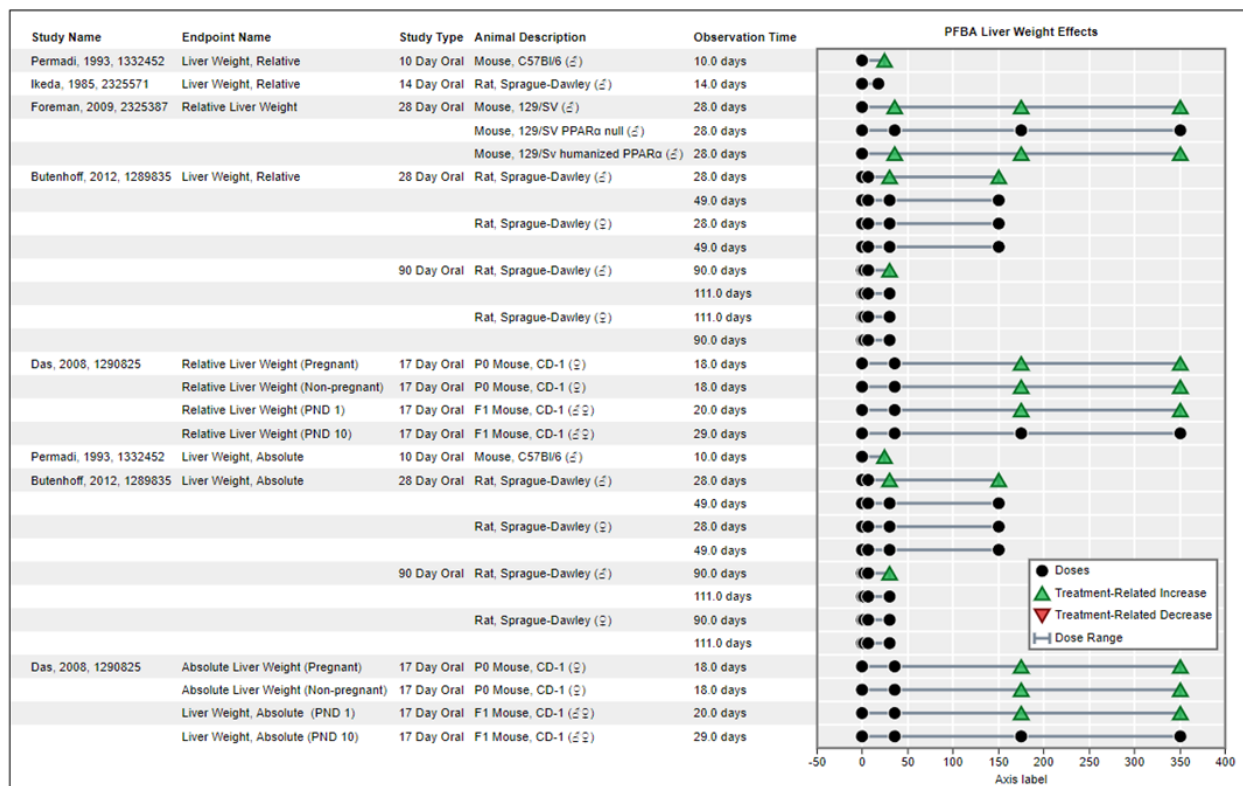 PFBA Liver Weight Effects
Study Name Endpoint Name Study Type Animal Description Observation Time
Permadi, 1993, 1332452 Liver Weight, Relative 10 Day Oral Mouse, C57Bl/6 (♂) 10.0 days
Ikeda, 1985, 2325571 Liver Weight, Relative 14 Day Oral Rat, Sprague-Dawley (♂) 14.0 days
Foreman, 2009, 2325387 Relative Liver Weight 28 Day Oral Mouse, 129/SV (♂) 28.0 days
Mouse, 129/SV PPARα null (♂) 28.0 days
Mouse, 129/Sv humanized PPARα (♂) 28.0 days
Butenhoff, 2012, 1289835 Liver Weight, Relative 28 Day Oral Rat, Sprague-Dawley (♂) 28.0 days
49.0 days
Rat, Sprague-Dawley (♀) 28.0 days
49.0 days
90 Day Oral Rat, Sprague-Dawley (♂) 90.0 days
111.0 days
Rat, Sprague-Dawley (♀) 111.0 days
90.0 days
Das, 2008, 1290825 Relative Liver Weight (Pregnant) 17 Day Oral P0 Mouse, CD-1 (♀) 18.0 days
Relative Liver Weight (Non-pregnant) 17 Day Oral P0 Mouse, CD-1 (♀) 18.0 days
Relative Liver Weight (PND 1) 17 Day Oral F1 Mouse, CD-1 (♂♀) 20.0 days
Relative Liver Weight (PND 10) 17 Day Oral F1 Mouse, CD-1 (♂♀) 29.0 days
Permadi, 1993, 1332452 Liver Weight, Absolute 10 Day Oral Mouse, C57Bl/6 (♂) 10.0 days
Butenhoff, 2012, 1289835 Liver Weight, Absolute 28 Day Oral Rat, Sprague-Dawley (♂) 28.0 days
49.0 days
Rat, Sprague-Dawley (♀) 28.0 days
49.0 days
90 Day Oral Rat, Sprague-Dawley (♂) 90.0 days
111.0 days
Rat, Sprague-Dawley (♀) 90.0 days
111.0 days
Das, 2008, 1290825 Absolute Liver Weight (Pregnant) 17 Day Oral P0 Mouse, CD-1 (♀) 18.0 days
Absolute Liver Weight (Non-pregnant) 17 Day Oral P0 Mouse, CD-1 (♀) 18.0 days
Liver Weight, Absolute (PND 1) 17 Day Oral F1 Mouse, CD-1 (♂♀) 20.0 days
Liver Weight, Absolute (PND 10) 17 Day Oral F1 Mouse, CD-1 (♂♀) 29.0 days
Doses
Treatment-Related Increase
Treatment-Related Decrease
Dose Range
-50 0 50 100 150 200 250 300 350 400
Axis label